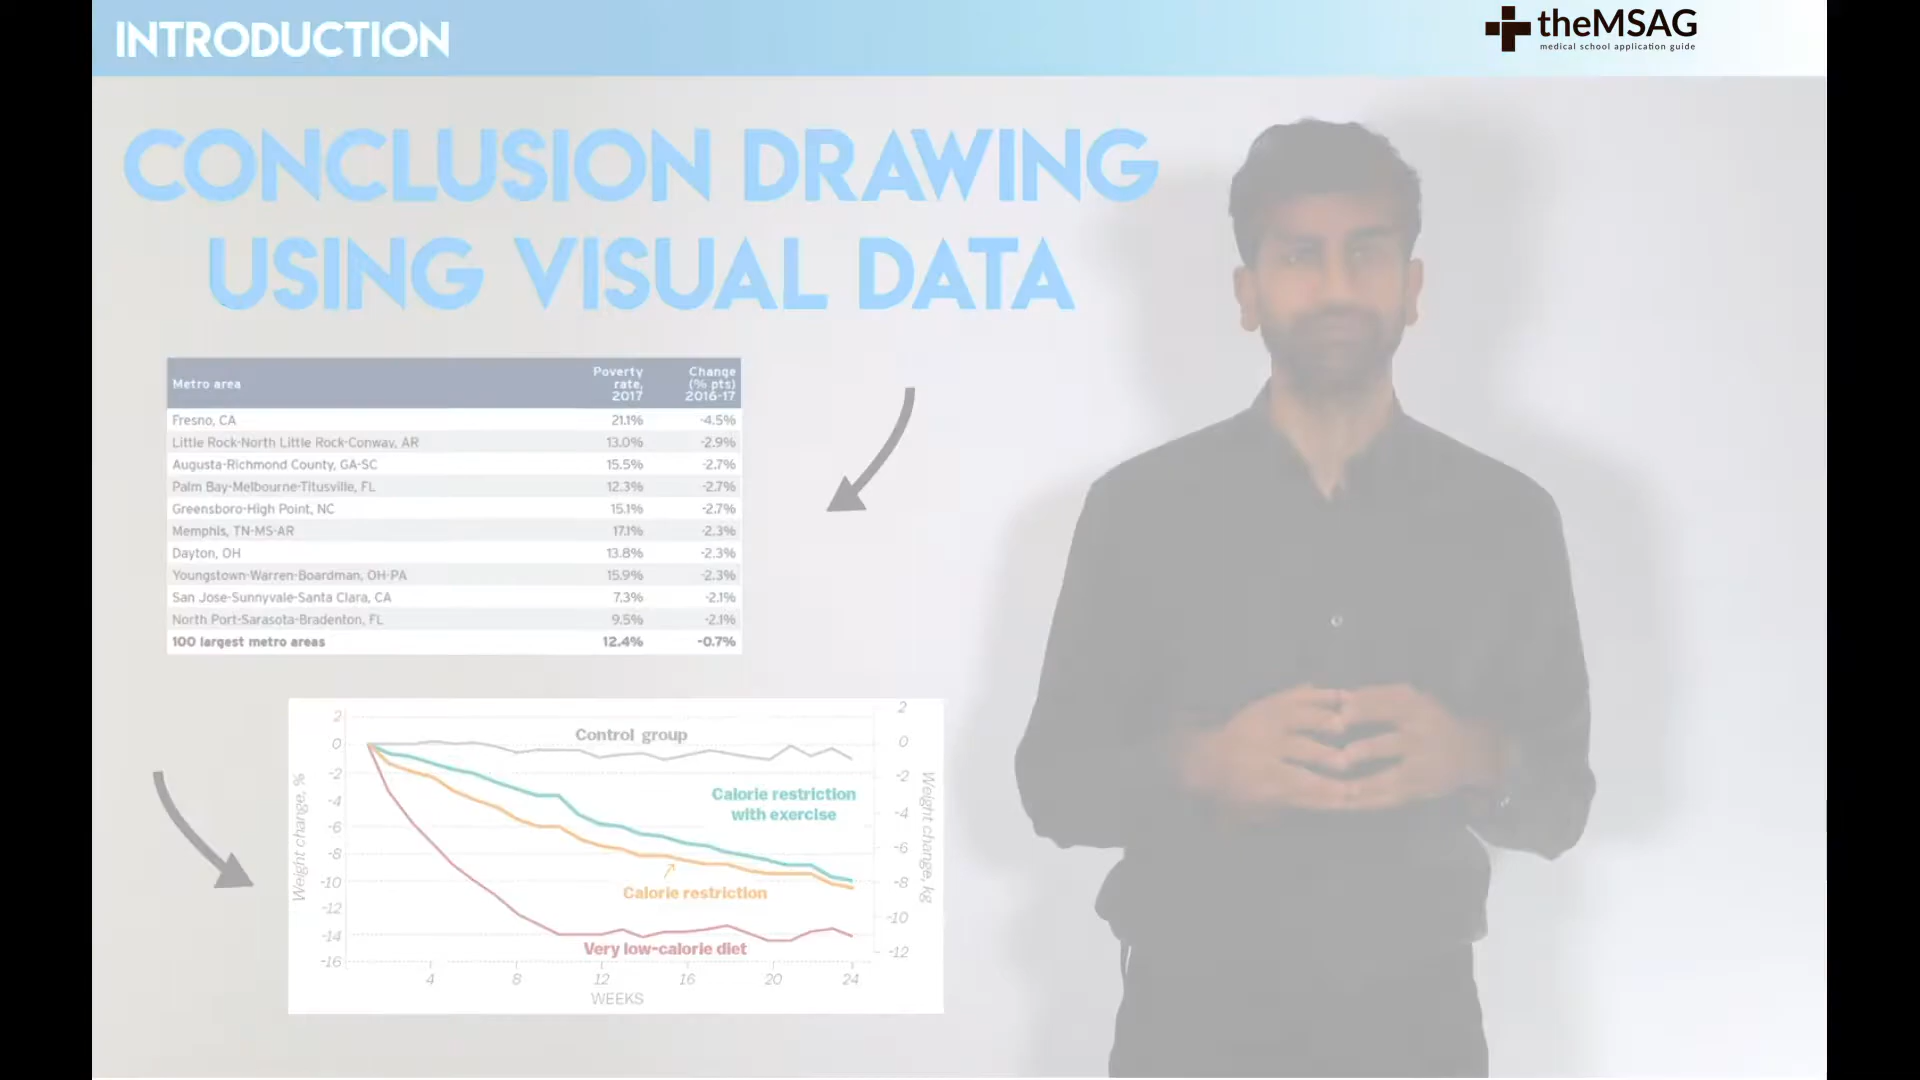 INTRODUCTION
theMSAG
medical school application guide
CONCLUSION DRAWING
USING VISUAL DATA
Metro area Poverty rate, 2017 Change (% pts) 2016-17
Fresno, CA 21.1% -4.5%
Little Rock-North Little Rock-Conway, AR 13.0% -2.9%
Augusta-Richmond County, GA-SC 15.5% -2.7%
Palm Bay-Melbourne-Titusville, FL 12.3% -2.7%
Greensboro-High Point, NC 15.1% -2.7%
Memphis, TN-MS-AR 17.1% -2.3%
Dayton, OH 13.8% -2.3%
Youngstown-Warren-Boardman, OH-PA 15.9% -2.3%
San Jose-Sunnyvale-Santa Clara, CA 7.3% -2.1%
North Port-Sarasota-Bradenton, FL 9.5% -2.1%
100 largest metro areas 12.4% -0.7%
Weight change, %
2
0
-2
-4
-6
-8
-10
-12
-14
-16
Control group
Calorie restriction
with exercise
Calorie restriction
Very low-calorie diet
2
0
-2
-4
-6
-8
-10
-12
Weight change, kg
4 8 12 16 20 24
WEEKS